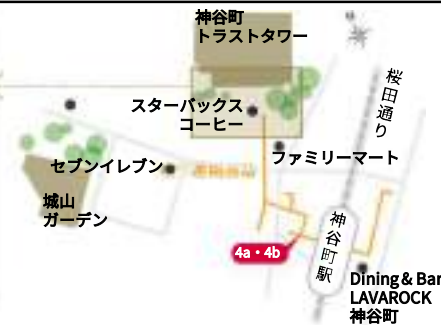 神谷町
トラストタワー
桜田通り
スターバックス
コーヒー
ファミリーマート
セブンイレブン
城山
ガーデン
神谷町駅
4a・4b
Dining & Bar
LAVAROCK
神谷町